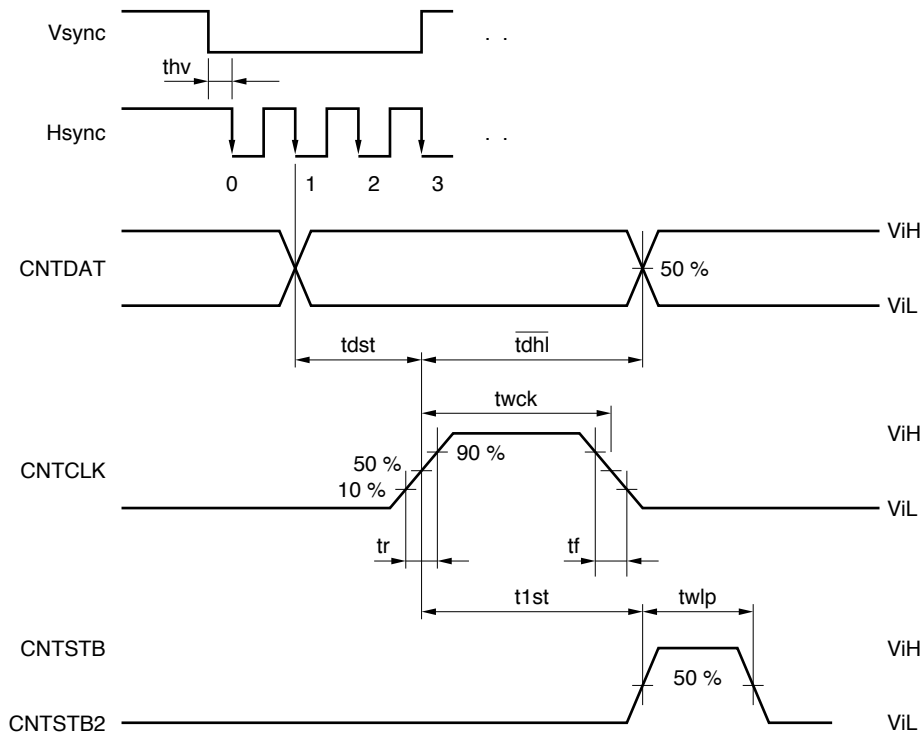 Vsync
. .
thv
Hsync
. .
0 1 2 3
ViH
CNTDAT
50 %
ViL
tdst tdhl
twck
ViH
90 %
50 %
CNTCLK
10 %
ViL
tr tf
t1st twlp
CNTSTB ViH
50 %
CNTSTB2 ViL